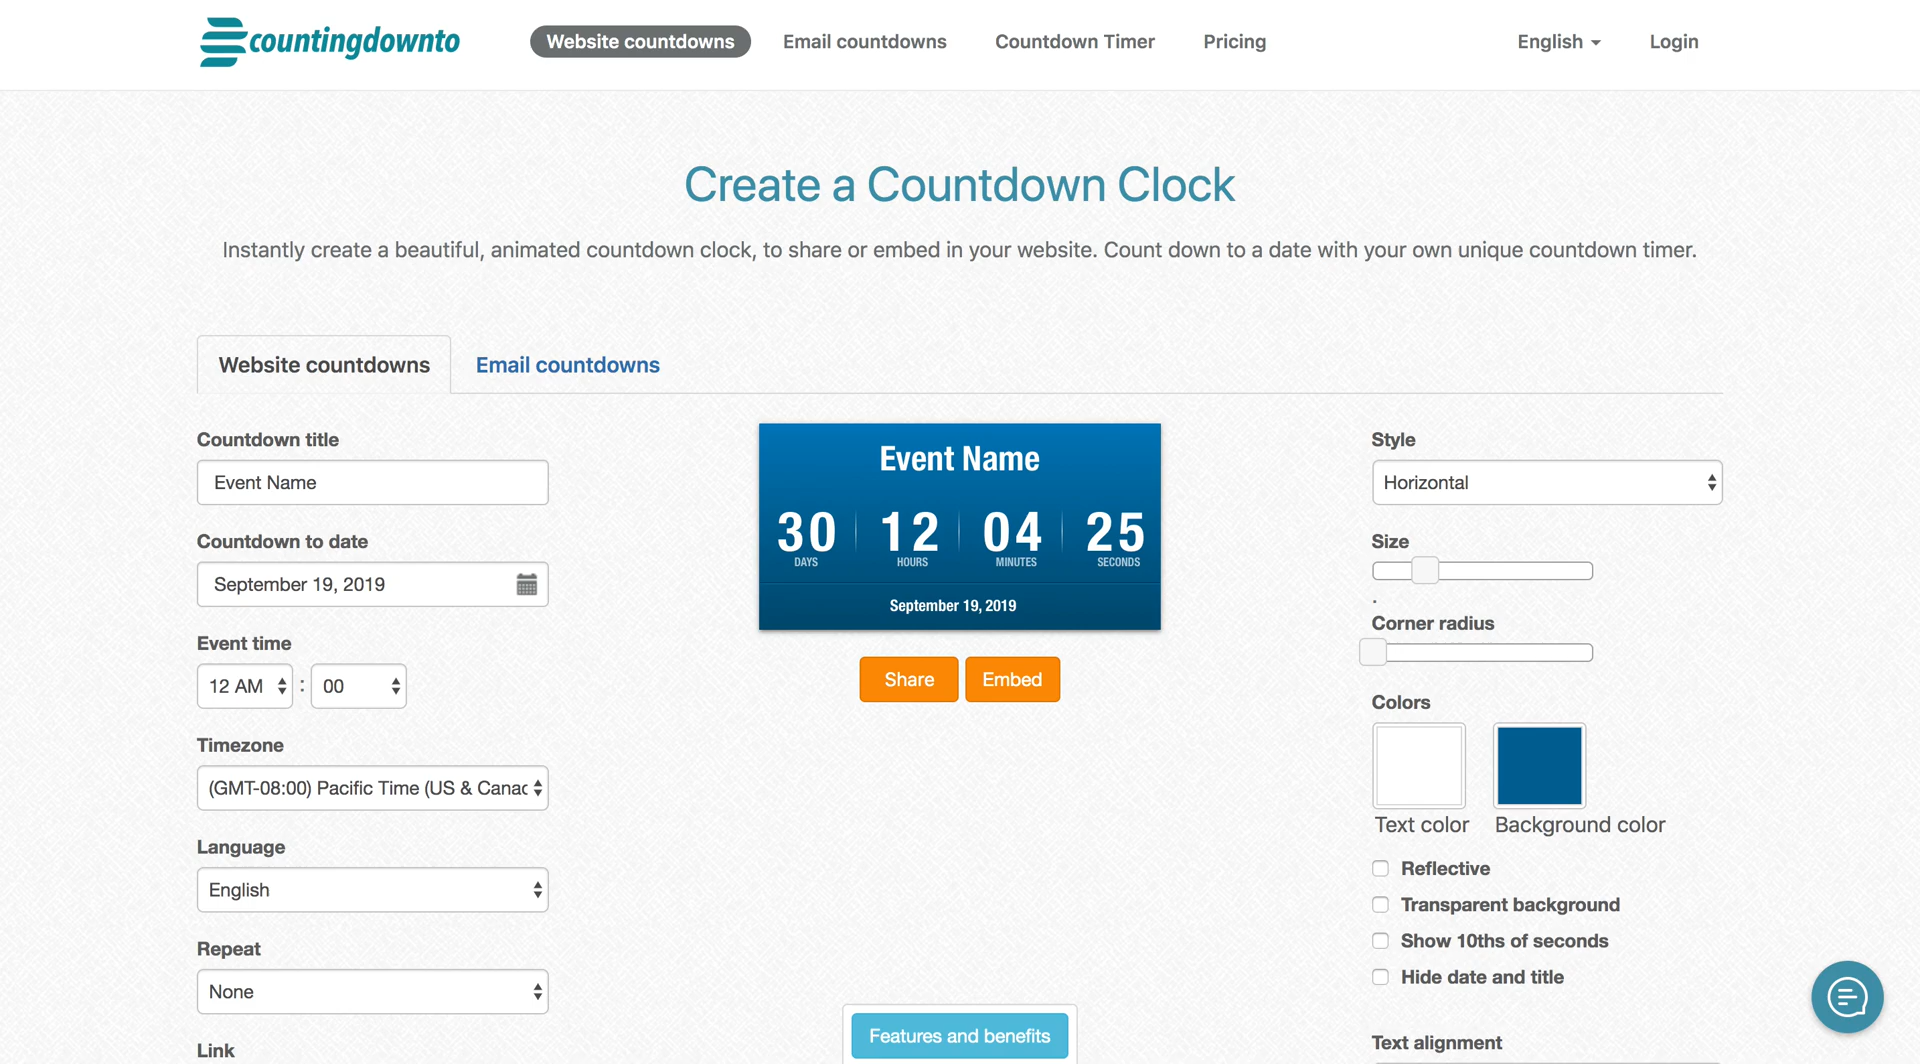 countingdownto
Website countdowns
Email countdowns
Countdown Timer
Pricing
English
Login
Create a Countdown Clock
Instantly create a beautiful, animated countdown clock, to share or embed in your website. Count down to a date with your own unique countdown timer.
Website countdowns
Email countdowns
Countdown title
Event Name
Countdown to date
September 19, 2019
Event time
12 AM : 00
Timezone
(GMT-08:00) Pacific Time (US & Canac
Language
English
Repeat
None
Link
Event Name
30 12 04 25
DAYS HOURS MINUTES SECONDS
September 19, 2019
Share
Embed
Features and benefits
Style
Horizontal
Size
.
Corner radius
Colors
Text color
Background color
Reflective
Transparent background
Show 10ths of seconds
Hide date and title
Text alignment